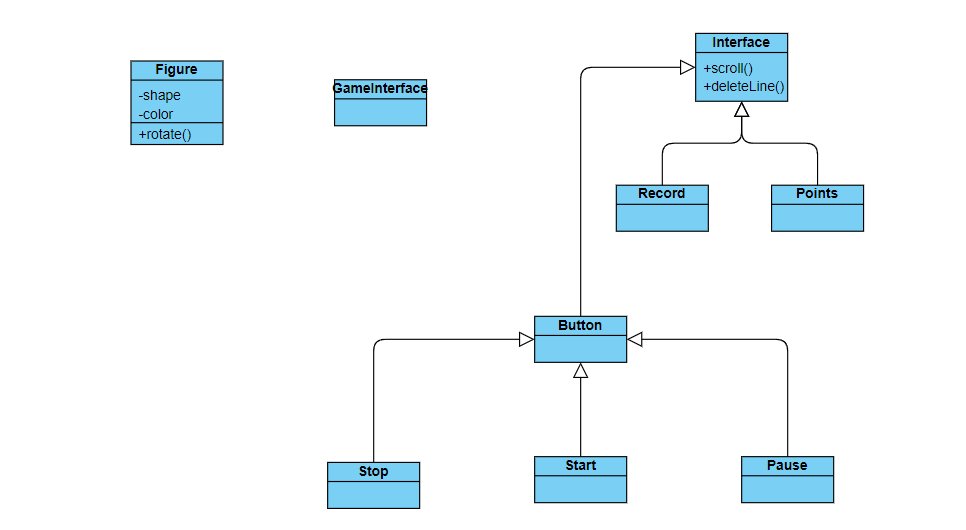 Figure
-shape
-color
+rotate()
GameInterface
Interface
+scroll()
+deleteLine()
Record
Points
Button
Stop
Start
Pause